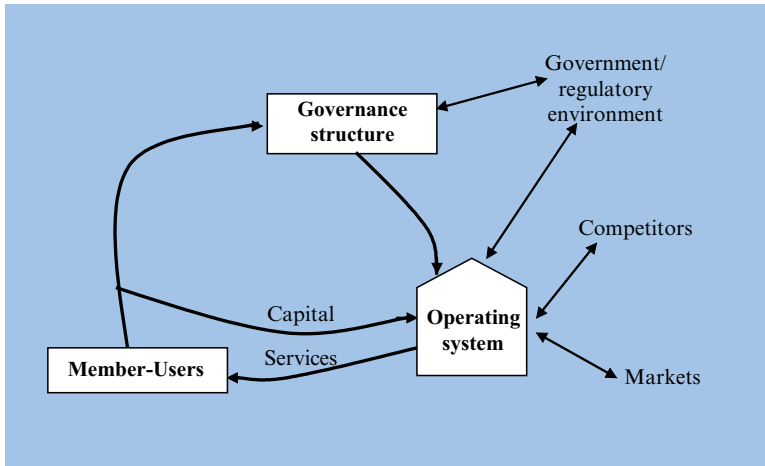 Government/
regulatory
environment
Governance
structure
Competitors
Capital
Operating
system
Services
Member-Users
Markets